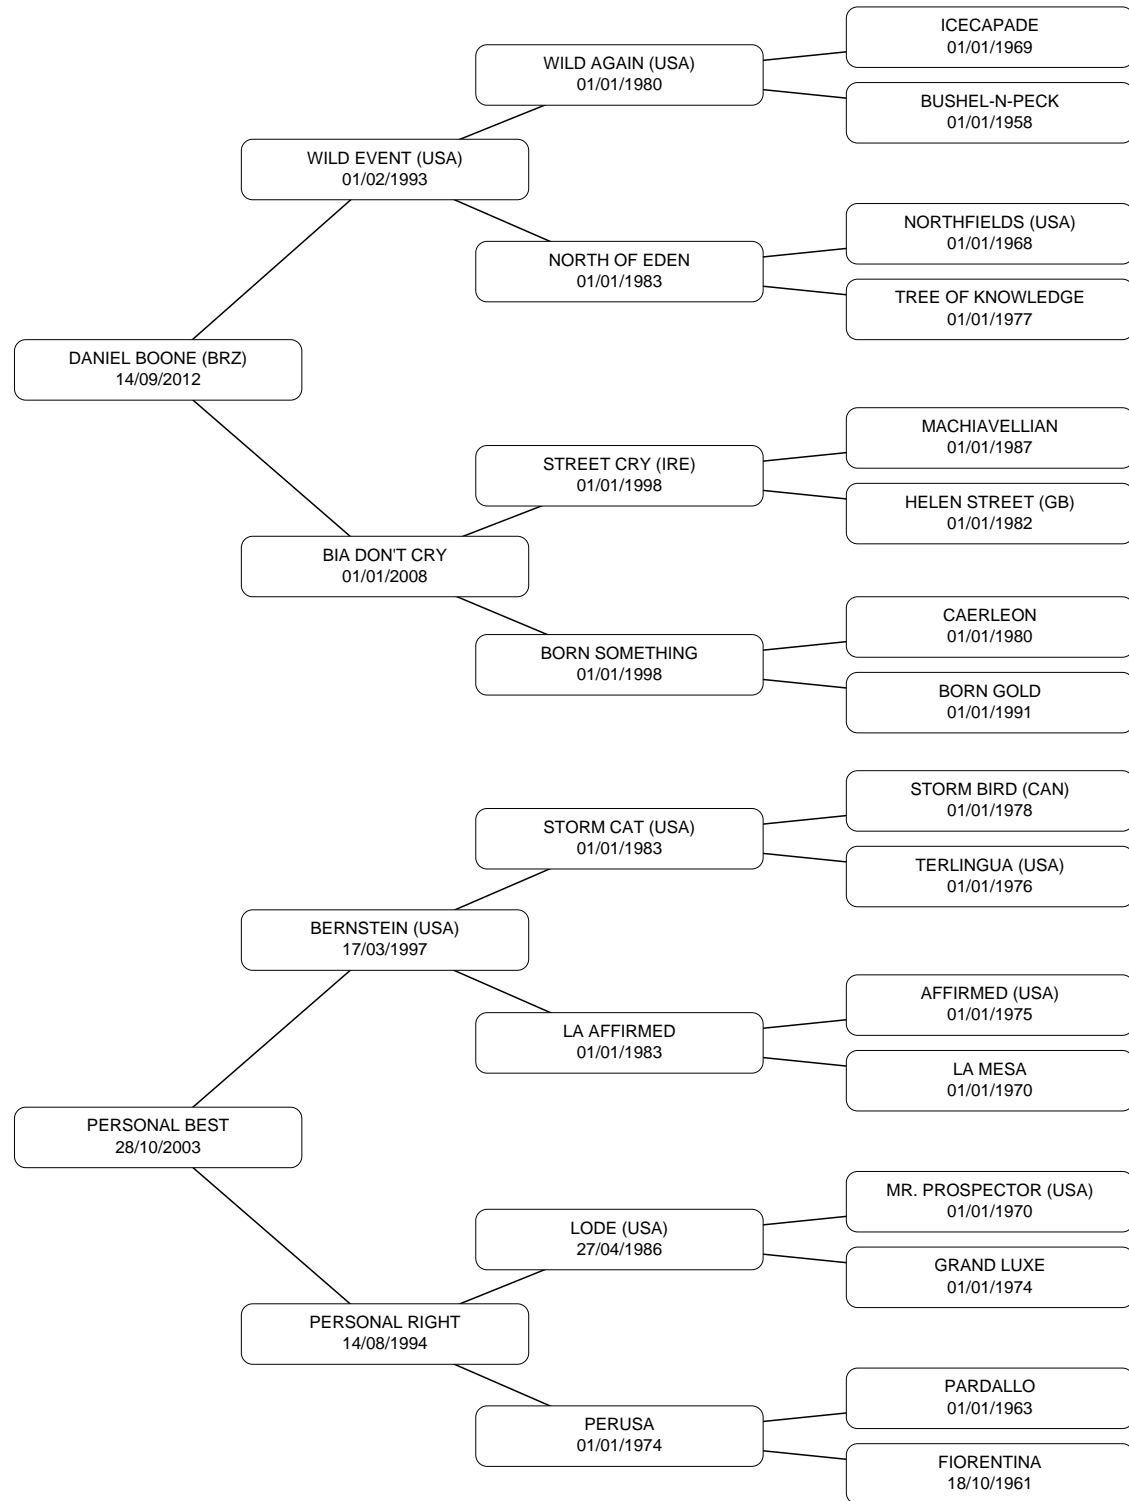 ICECAPADE
01/01/1969
WILD AGAIN (USA)
01/01/1980
BUSHEL-N-PECK
01/01/1958
WILD EVENT (USA)
01/02/1993
NORTHFIELDS (USA)
01/01/1968
NORTH OF EDEN
01/01/1983
TREE OF KNOWLEDGE
01/01/1977
DANIEL BOONE (BRZ)
14/09/2012
MACHIAVELLIAN
01/01/1987
STREET CRY (IRE)
01/01/1998
HELEN STREET (GB)
01/01/1982
BIA DON'T CRY
01/01/2008
CAERLEON
01/01/1980
BORN SOMETHING
01/01/1998
BORN GOLD
01/01/1991
STORM BIRD (CAN)
01/01/1978
STORM CAT (USA)
01/01/1983
TERLINGUA (USA)
01/01/1976
BERNSTEIN (USA)
17/03/1997
AFFIRMED (USA)
01/01/1975
LA AFFIRMED
01/01/1983
LA MESA
01/01/1970
PERSONAL BEST
28/10/2003
MR. PROSPECTOR (USA)
01/01/1970
LODE (USA)
27/04/1986
GRAND LUXE
01/01/1974
PERSONAL RIGHT
14/08/1994
PARDALLO
01/01/1963
PERUSA
01/01/1974
FIORENTINA
18/10/1961